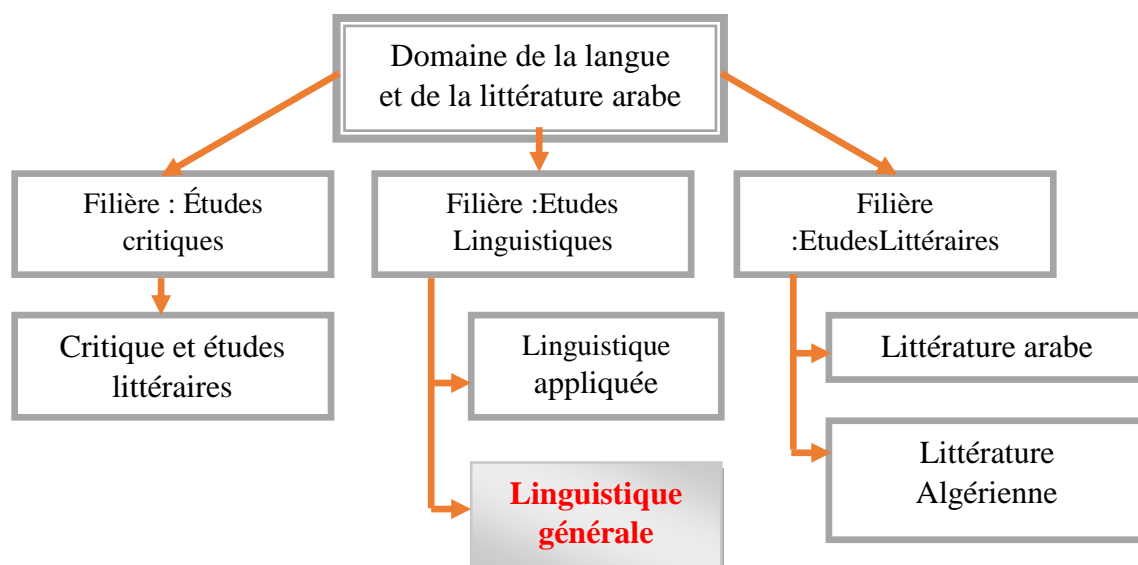 Domaine de la langue
et de la littérature arabe
Filière : Études
critiques
Filière :Etudes
Linguistiques
Filière
:EtudesLittéraires
Critique et études
littéraires
Linguistique
appliquée
Littérature arabe
Linguistique
générale
Littérature
Algérienne